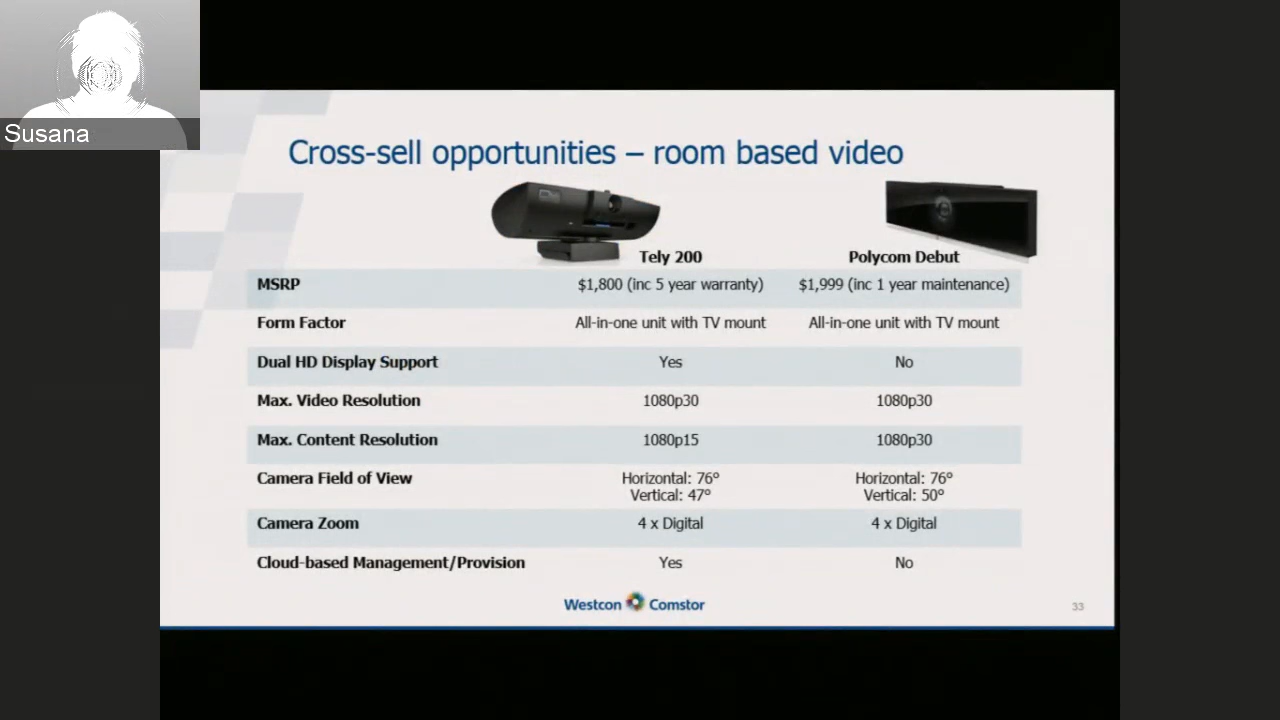 Susana
Cross-sell opportunities – room based video
Tely 200 Polycom Debut
MSRP $1,800 (inc 5 year warranty) $1,999 (inc 1 year maintenance)
Form Factor All-in-one unit with TV mount All-in-one unit with TV mount
Dual HD Display Support Yes No
Max. Video Resolution 1080p30 1080p30
Max. Content Resolution 1080p15 1080p30
Camera Field of View Horizontal: 76° Horizontal: 76°
Vertical: 47° Vertical: 50°
Camera Zoom 4 x Digital 4 x Digital
Cloud-based Management/Provision Yes No
Westcon Comstor
33